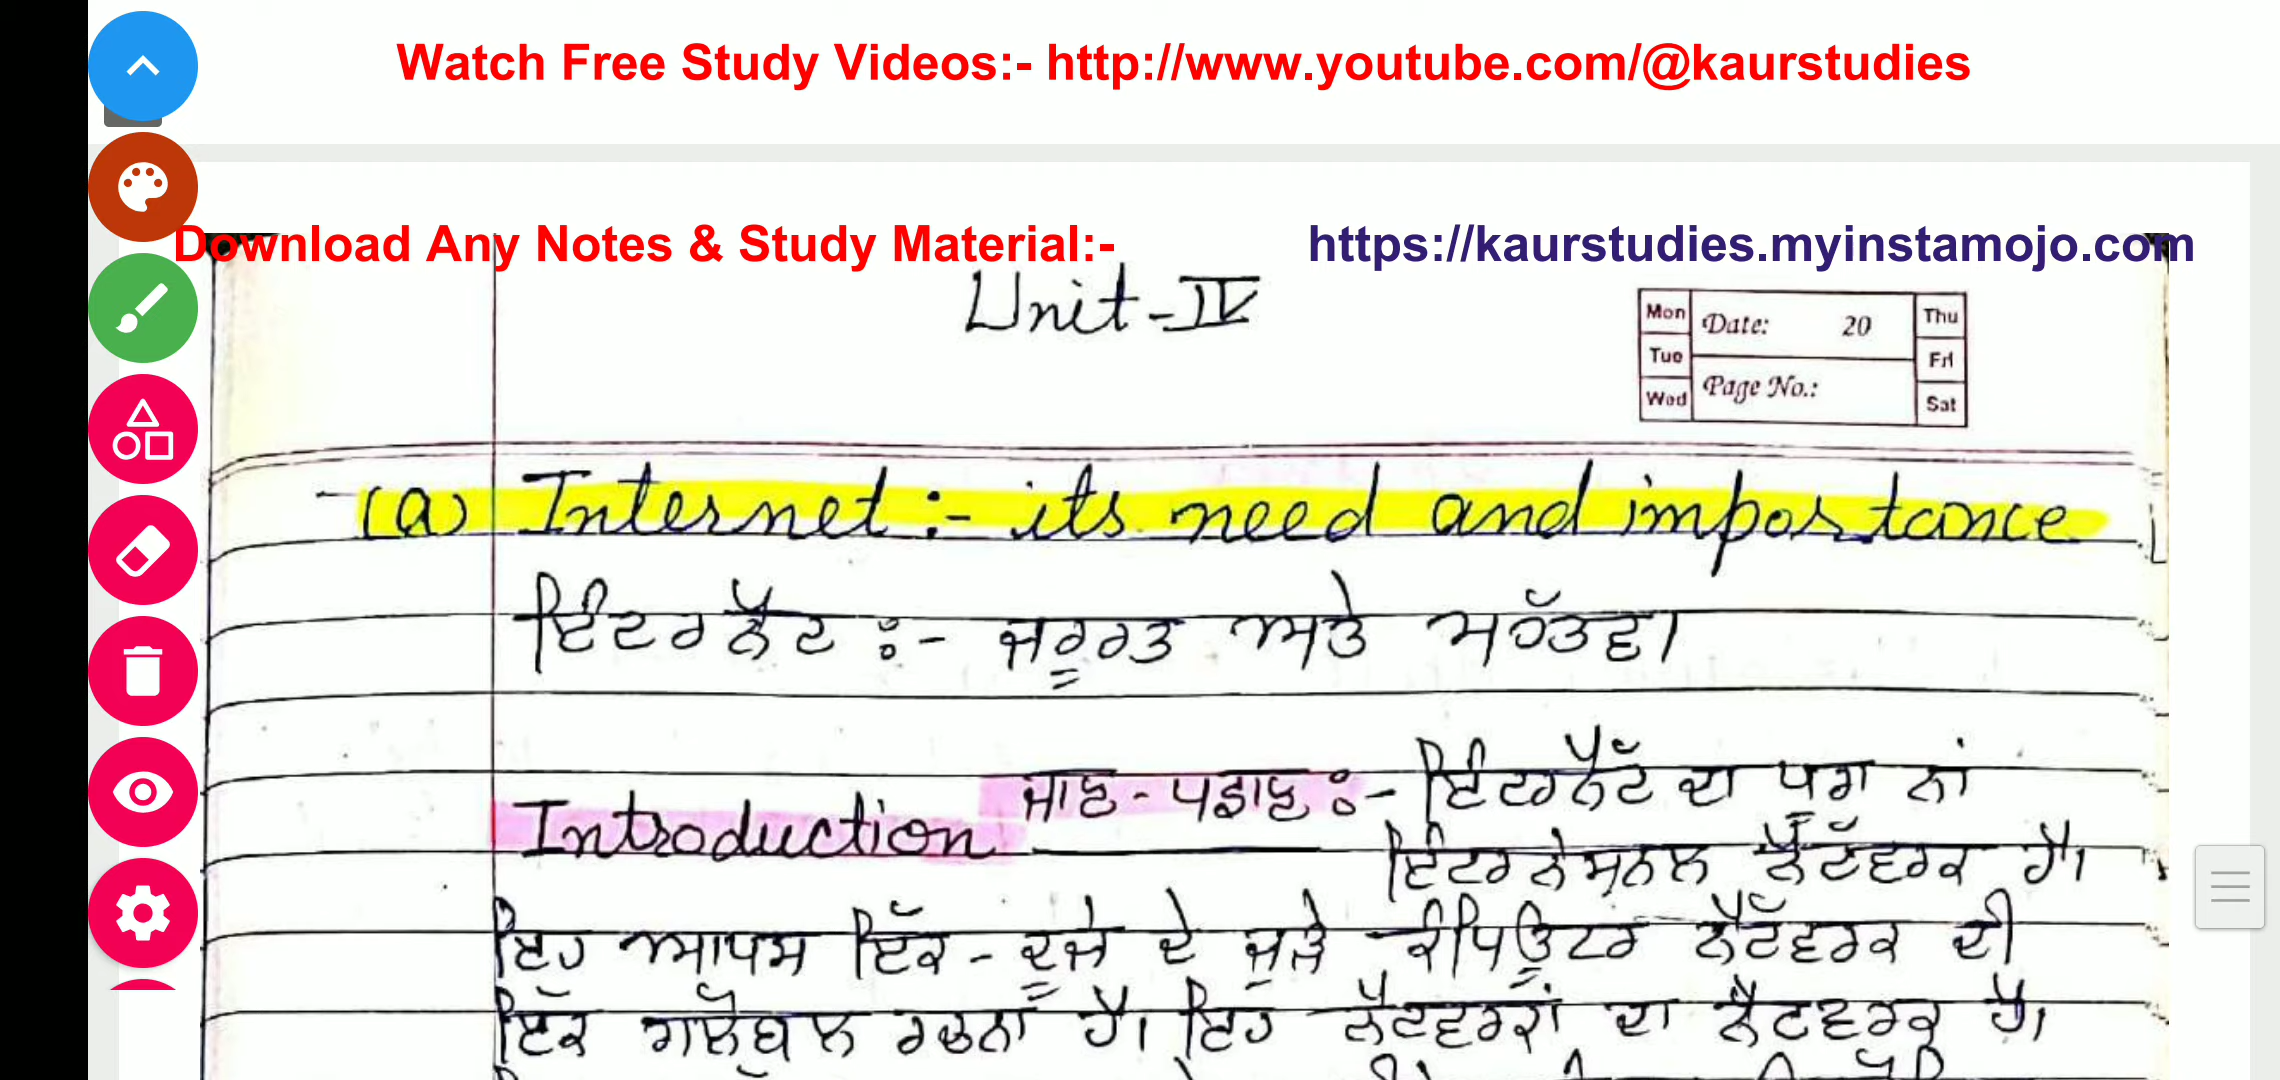 Watch Free Study Videos:- http://www.youtube.com/@kaurstudies
Download Any Notes & Study Material:- https://kaurstudies.myinstamojo.com
Unit-IV
Mon Date: 20 Thu
Tue Fri
Wed Page No.: Sat
(a) Internet :- its need and importance
ਇੰਟਰਨੈੱਟ :- ਜਰੂਰਤ ਅਤੇ ਮਹੱਤਵ।
Introduction ਜਾਣ-ਪਛਾਣ :- ਇੰਟਰਨੈੱਟ ਦਾ ਪੂਰਾ ਨਾਂ
ਇੰਟਰਨੇਸ਼ਨਲ ਨੈੱਟਵਰਕ ਹੈ।
ਇਹ ਆਪਸ ਇੱਕ-ਦੂਜੇ ਦੇ ਜੁੜੇ ਕੰਪਿਊਟਰ ਨੈੱਟਵਰਕ ਦੀ
ਇੱਕ ਗਲੋਬਲ ਰਚਨਾ ਹੈ। ਇਹ ਨੈੱਟਵਰਕਾਂ ਦਾ ਨੈੱਟਵਰਕ ਹੈ।